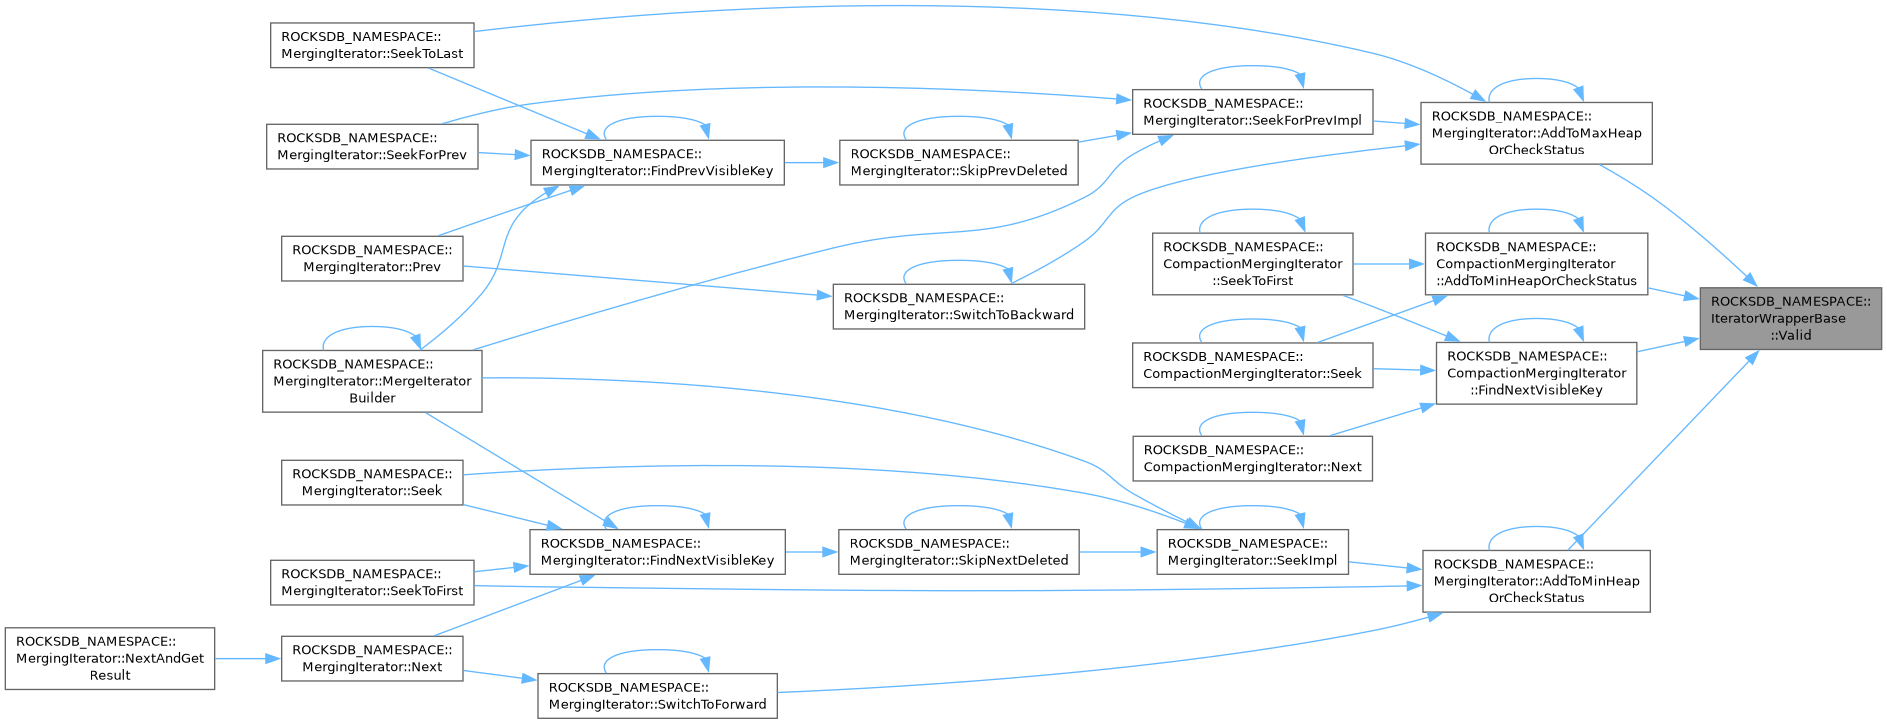 ROCKSDB_NAMESPACE::
MergingIterator::SeekToLast
ROCKSDB_NAMESPACE::
MergingIterator::SeekForPrev
ROCKSDB_NAMESPACE::
MergingIterator::Prev
ROCKSDB_NAMESPACE::
MergingIterator::MergeIterator
Builder
ROCKSDB_NAMESPACE::
MergingIterator::Seek
ROCKSDB_NAMESPACE::
MergingIterator::SeekToFirst
ROCKSDB_NAMESPACE::
MergingIterator::NextAndGet
Result
ROCKSDB_NAMESPACE::
MergingIterator::Next
ROCKSDB_NAMESPACE::
MergingIterator::FindPrevVisibleKey
ROCKSDB_NAMESPACE::
MergingIterator::FindNextVisibleKey
ROCKSDB_NAMESPACE::
MergingIterator::SwitchToForward
ROCKSDB_NAMESPACE::
MergingIterator::SkipPrevDeleted
ROCKSDB_NAMESPACE::
MergingIterator::SwitchToBackward
ROCKSDB_NAMESPACE::
MergingIterator::SkipNextDeleted
ROCKSDB_NAMESPACE::
MergingIterator::SeekForPrevImpl
ROCKSDB_NAMESPACE::
CompactionMergingIterator
::SeekToFirst
ROCKSDB_NAMESPACE::
CompactionMergingIterator::Seek
ROCKSDB_NAMESPACE::
CompactionMergingIterator::Next
ROCKSDB_NAMESPACE::
MergingIterator::SeekImpl
ROCKSDB_NAMESPACE::
MergingIterator::AddToMaxHeap
OrCheckStatus
ROCKSDB_NAMESPACE::
CompactionMergingIterator
::AddToMinHeapOrCheckStatus
ROCKSDB_NAMESPACE::
CompactionMergingIterator
::FindNextVisibleKey
ROCKSDB_NAMESPACE::
MergingIterator::AddToMinHeap
OrCheckStatus
ROCKSDB_NAMESPACE::
IteratorWrapperBase
::Valid